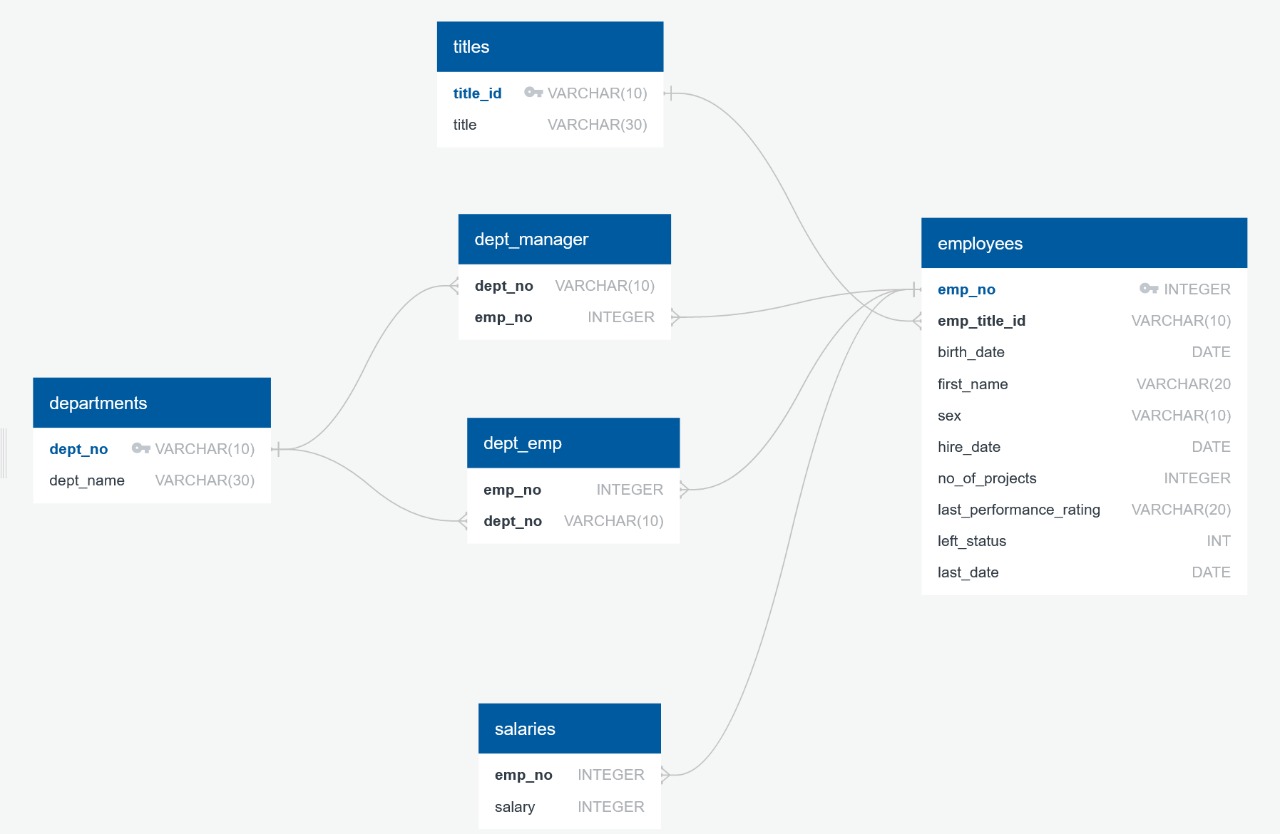 titles
title_id VARCHAR(10)
title VARCHAR(30)
dept_manager
dept_no VARCHAR(10)
emp_no INTEGER
departments
dept_no VARCHAR(10)
dept_name VARCHAR(30)
dept_emp
emp_no INTEGER
dept_no VARCHAR(10)
salaries
emp_no INTEGER
salary INTEGER
employees
emp_no INTEGER
emp_title_id VARCHAR(10)
birth_date DATE
first_name VARCHAR(20
sex VARCHAR(10)
hire_date DATE
no_of_projects INTEGER
last_performance_rating VARCHAR(20)
left_status INT
last_date DATE